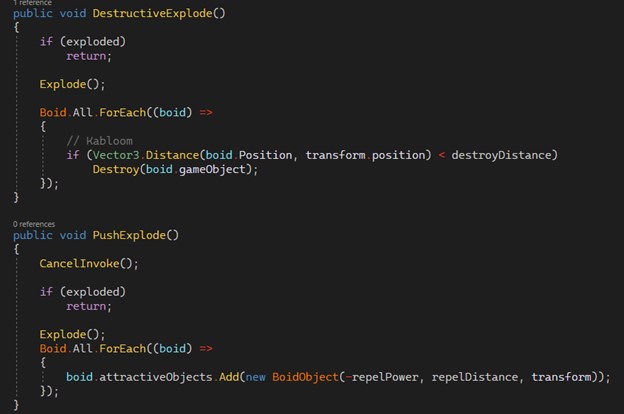 1 reference
public void DestructiveExplode()
{
    if (exploded)
        return;

    Explode();

    Boid.All.ForEach((boid) =>
    {
        // Kabloom
        if (Vector3.Distance(boid.Position, transform.position) < destroyDistance)
            Destroy(boid.gameObject);
    });
}

0 references
public void PushExplode()
{
    CancelInvoke();

    if (exploded)
        return;

    Explode();
    Boid.All.ForEach((boid) =>
    {
        boid.attractiveObjects.Add(new BoidObject(-repelPower, repelDistance, transform));
    });
}